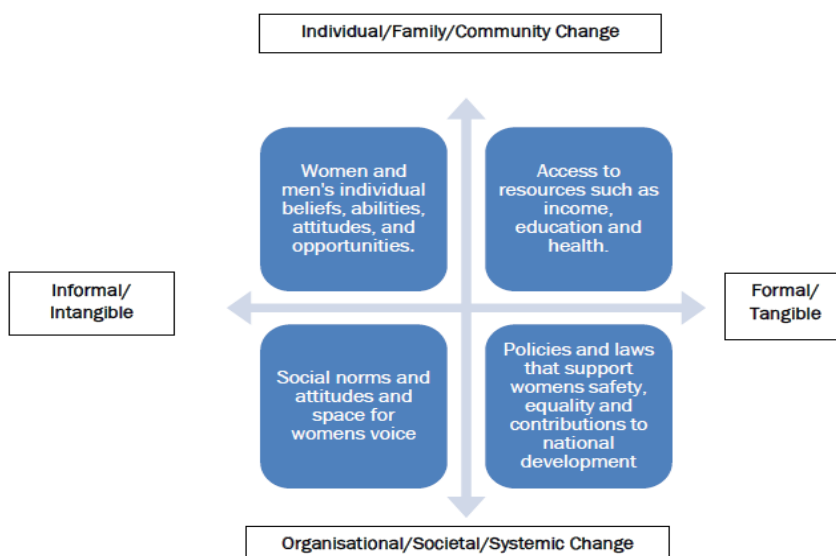 Individual/Family/Community Change
Women and
men's individual
beliefs, abilities,
attitudes, and
opportunities.
Access to
resources such as
income,
education and
health.
Informal/
Intangible
Formal/
Tangible
Social norms and
attitudes and
space for
womens voice
Policies and laws
that support
womens safety,
equality and
contributions to
national
development
Organisational/Societal/Systemic Change